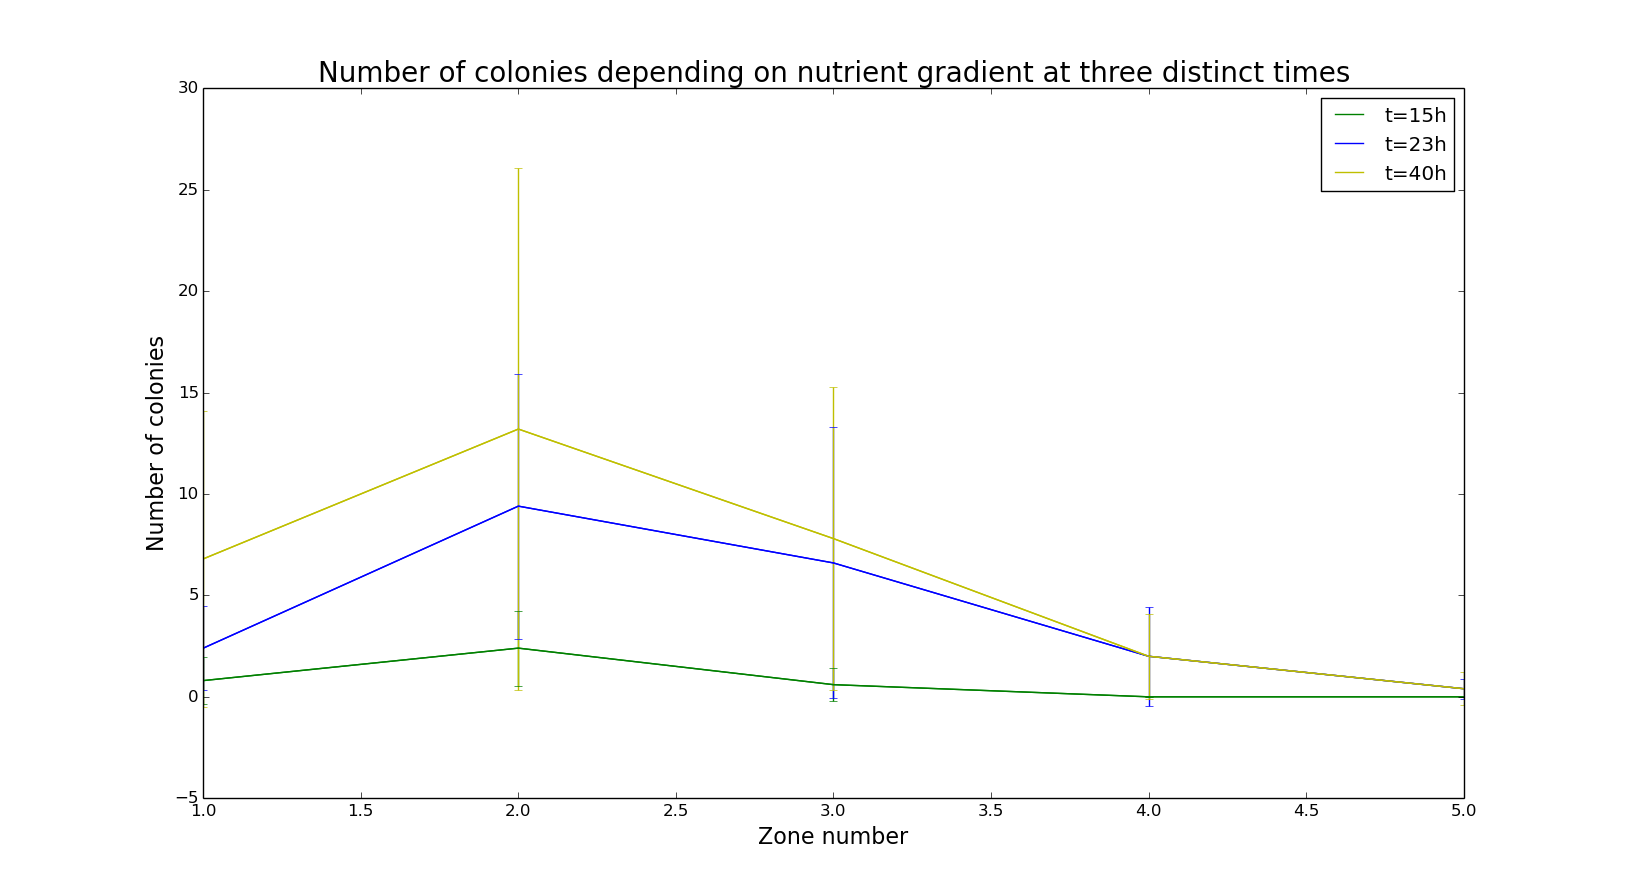 Number of colonies depending on nutrient gradient at three distinct times
30
25
20
15
10
5
0
−5
Number of colonies
t=15h
t=23h
t=40h
1.0 1.5 2.0 2.5 3.0 3.5 4.0 4.5 5.0
Zone number